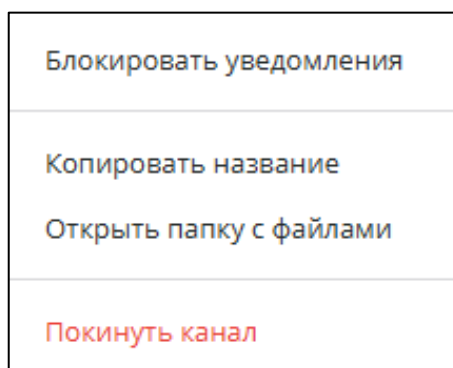 Блокировать уведомления
Копировать название
Открыть папку с файлами
Покинуть канал